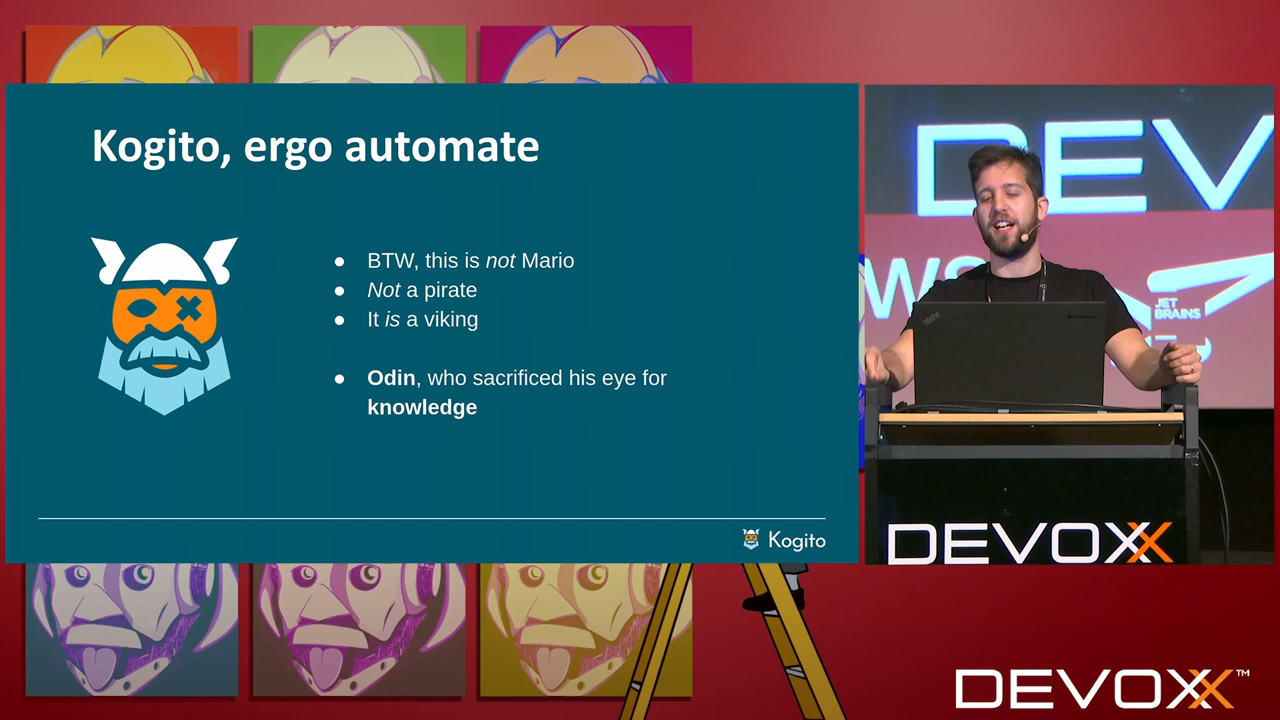 Kogito, ergo automate
BTW, this is not Mario
Not a pirate
It is a viking
Odin, who sacrificed his eye for
knowledge
Kogito
DEV
WS
JET
BRAINS
DEVOXX
DEVOXX™